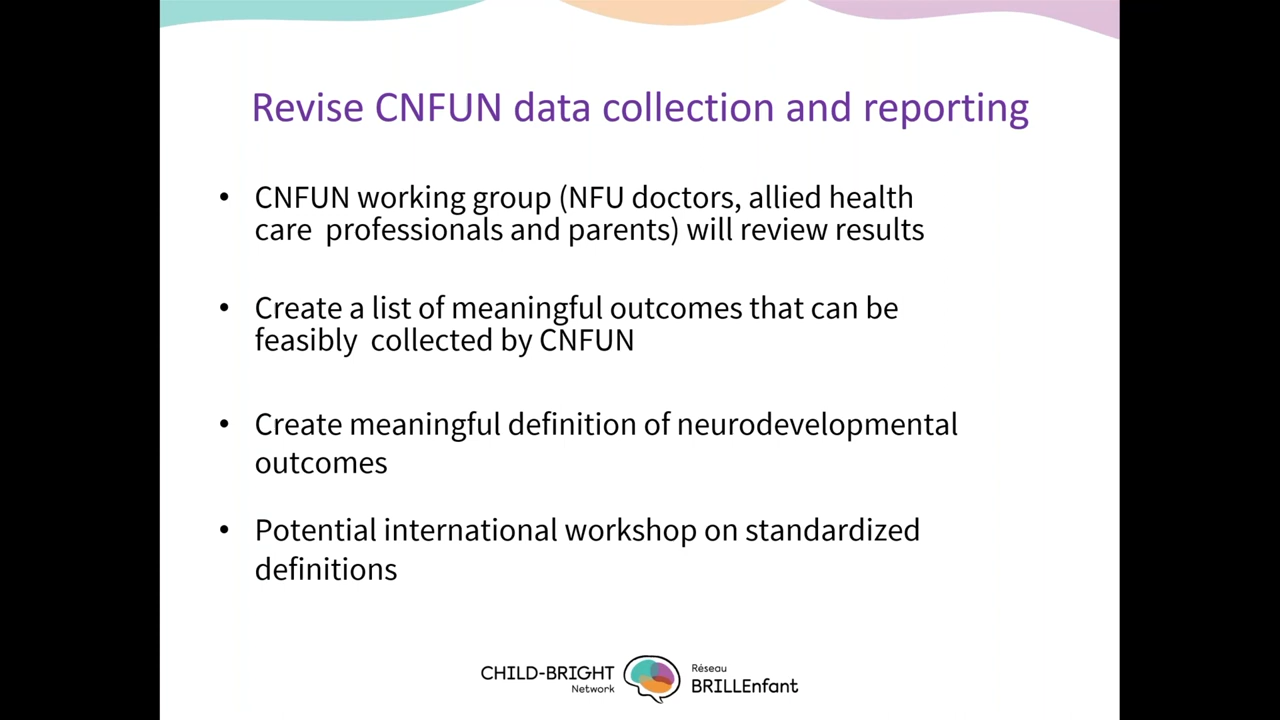 Revise CNFUN data collection and reporting
• CNFUN working group (NFU doctors, allied health
care  professionals and parents) will review results
• Create a list of meaningful outcomes that can be
feasibly  collected by CNFUN
• Create meaningful definition of neurodevelopmental
outcomes
• Potential international workshop on standardized
definitions
CHILD-BRIGHT
Network
Réseau
BRILLEnfant